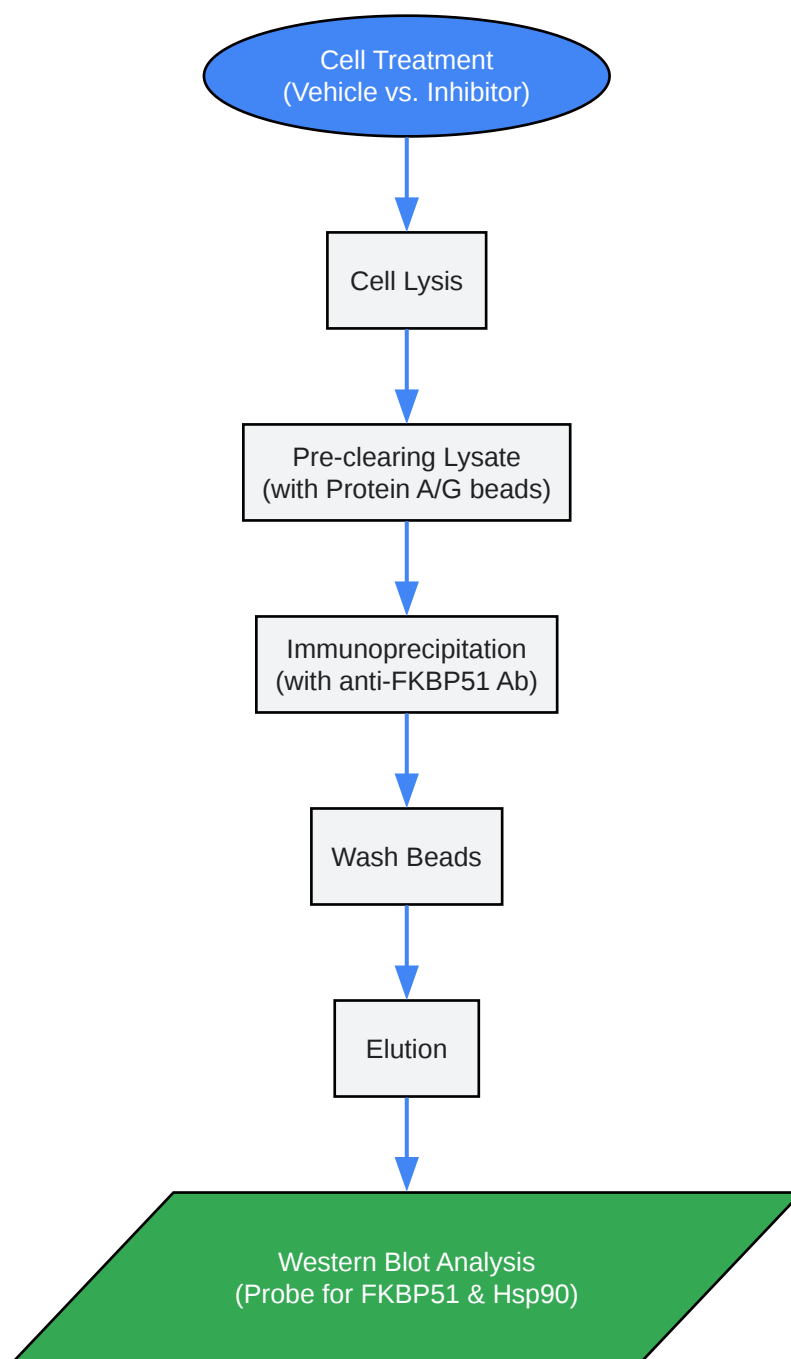 Cell Treatment
(Vehicle vs. Inhibitor)
Cell Lysis
Pre-clearing Lysate
(with Protein A/G beads)
Immunoprecipitation
(with anti-FKBP51 Ab)
Wash Beads
Elution
Western Blot Analysis
(Probe for FKBP51 & Hsp90)